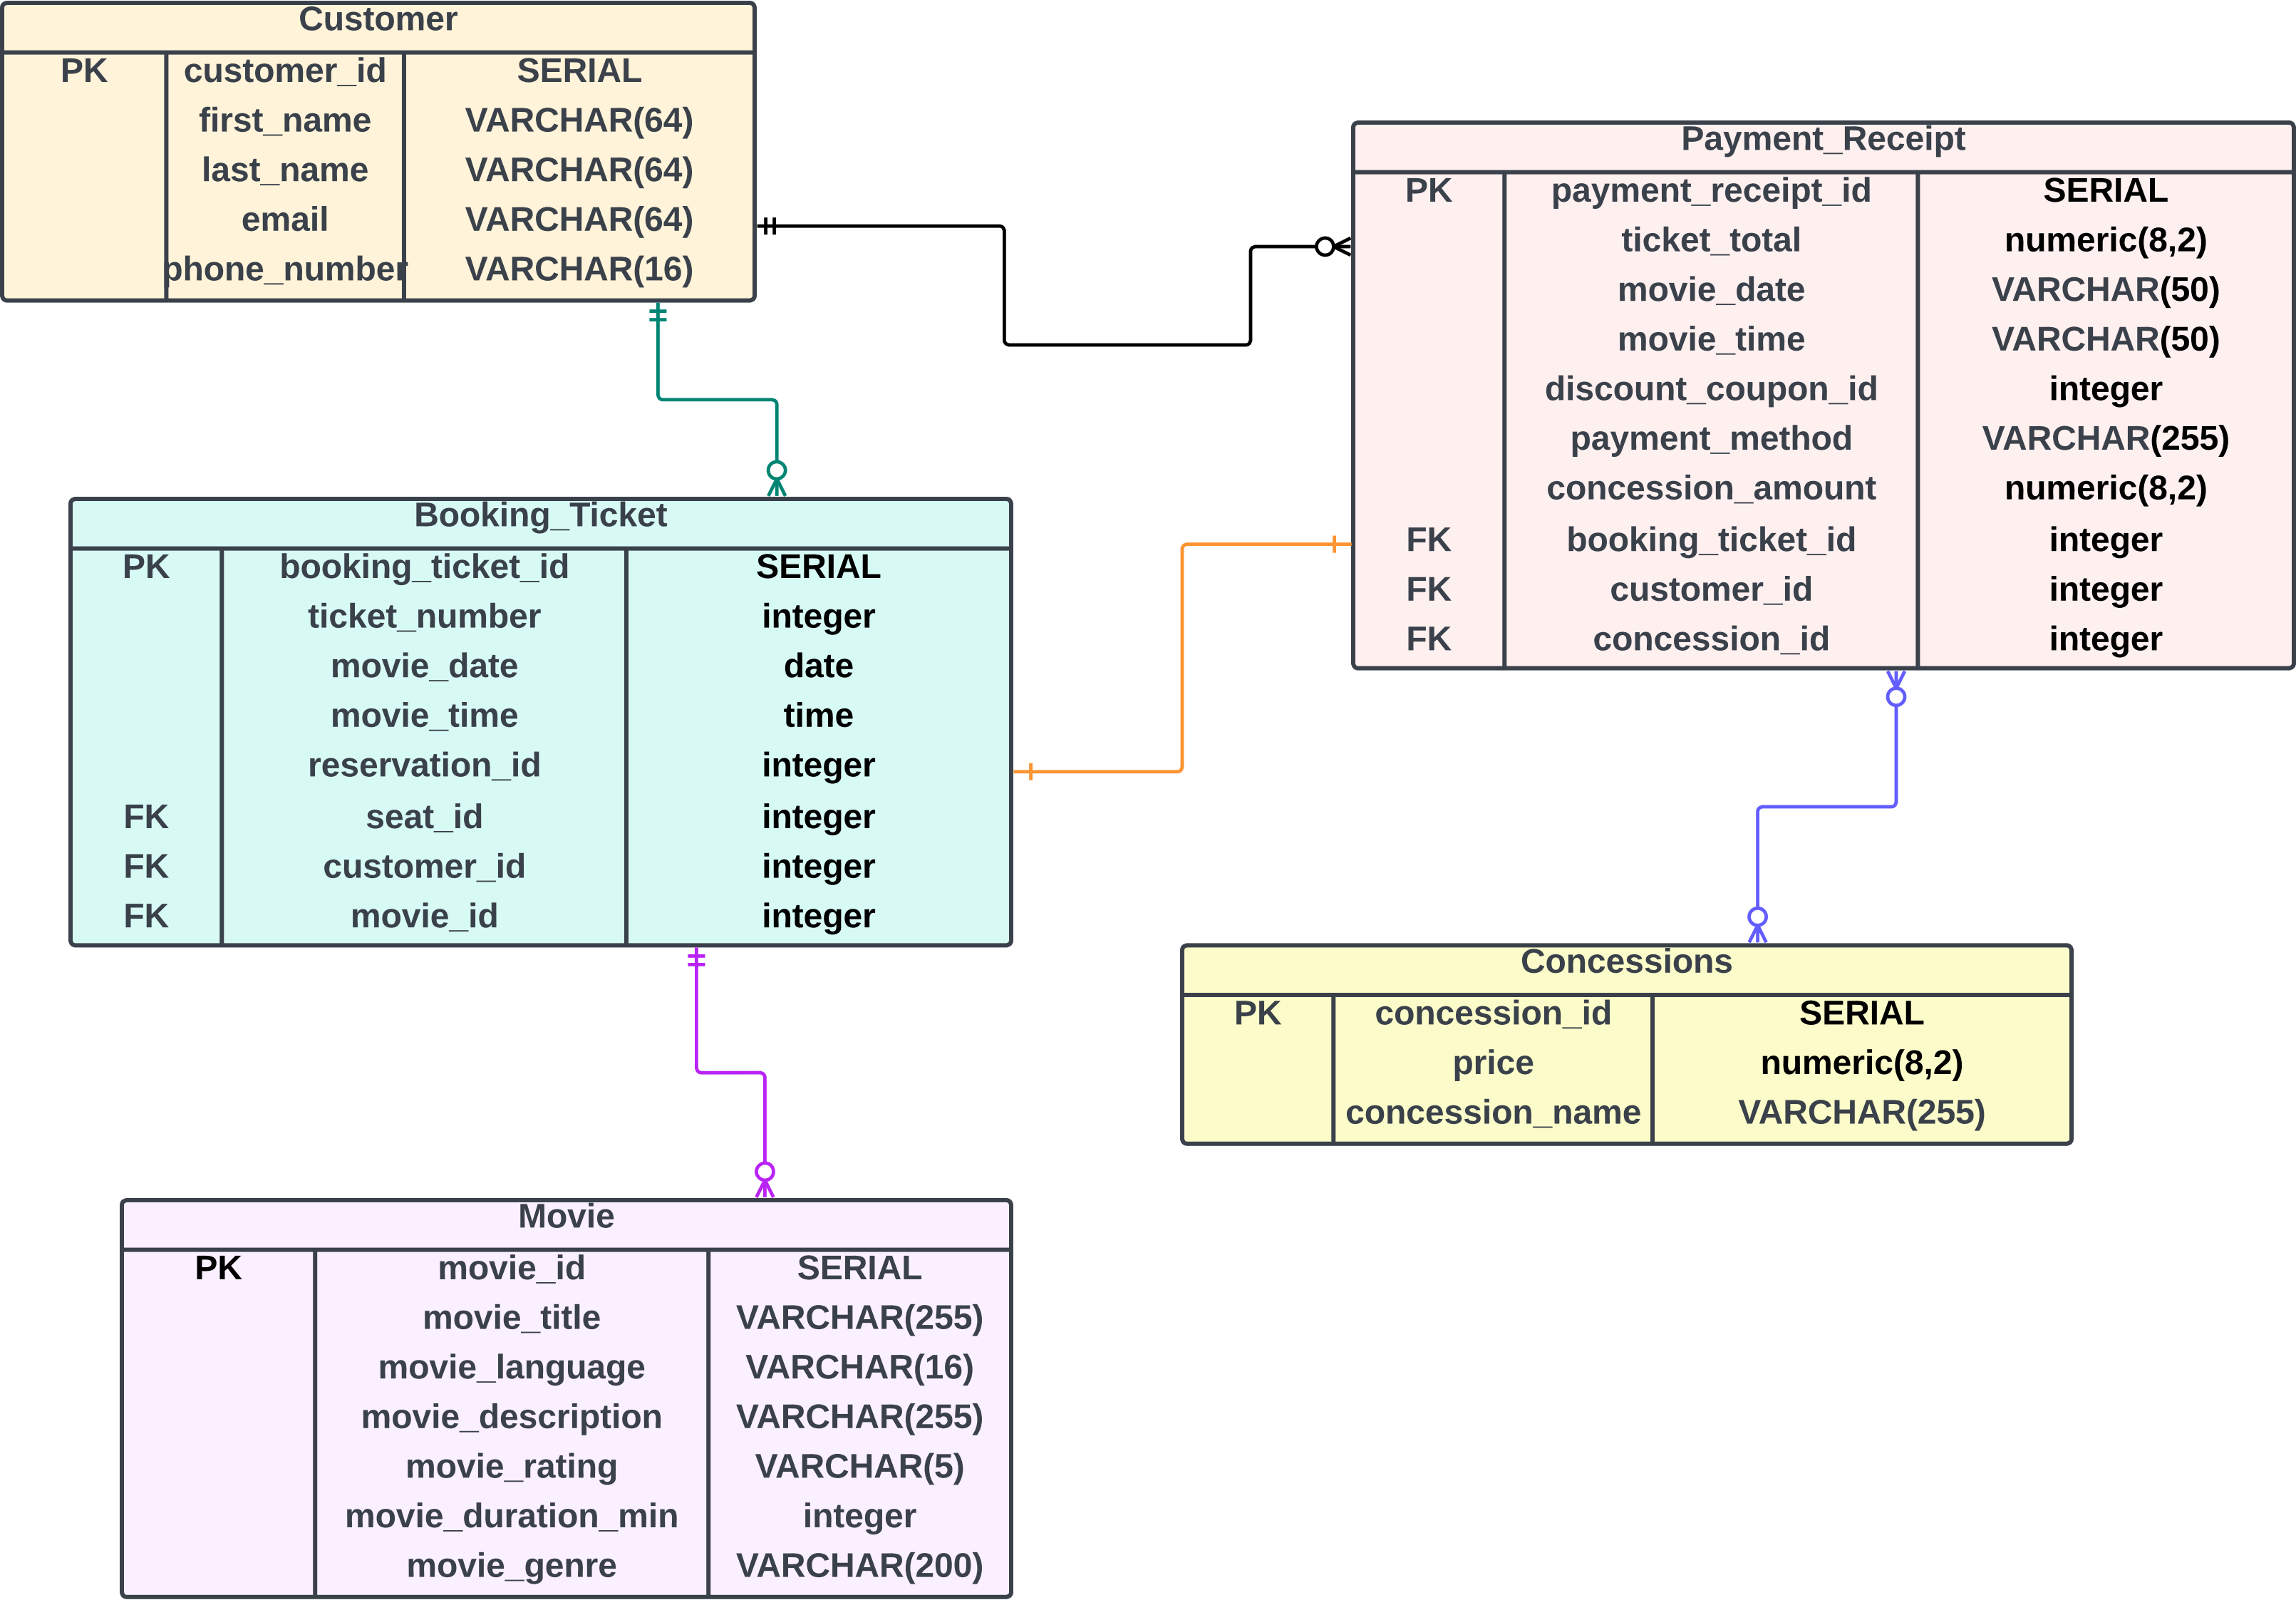 Customer
PK customer_id SERIAL
first_name VARCHAR(64)
last_name VARCHAR(64)
email VARCHAR(64)
phone_number VARCHAR(16)
Payment_Receipt
PK payment_receipt_id SERIAL
ticket_total numeric(8,2)
movie_date VARCHAR(50)
movie_time VARCHAR(50)
discount_coupon_id integer
payment_method VARCHAR(255)
concession_amount numeric(8,2)
FK booking_ticket_id integer
FK customer_id integer
FK concession_id integer
Booking_Ticket
PK booking_ticket_id SERIAL
ticket_number integer
movie_date date
movie_time time
reservation_id integer
FK seat_id integer
FK customer_id integer
FK movie_id integer
Concessions
PK concession_id SERIAL
price numeric(8,2)
concession_name VARCHAR(255)
Movie
PK movie_id SERIAL
movie_title VARCHAR(255)
movie_language VARCHAR(16)
movie_description VARCHAR(255)
movie_rating VARCHAR(5)
movie_duration_min integer
movie_genre VARCHAR(200)